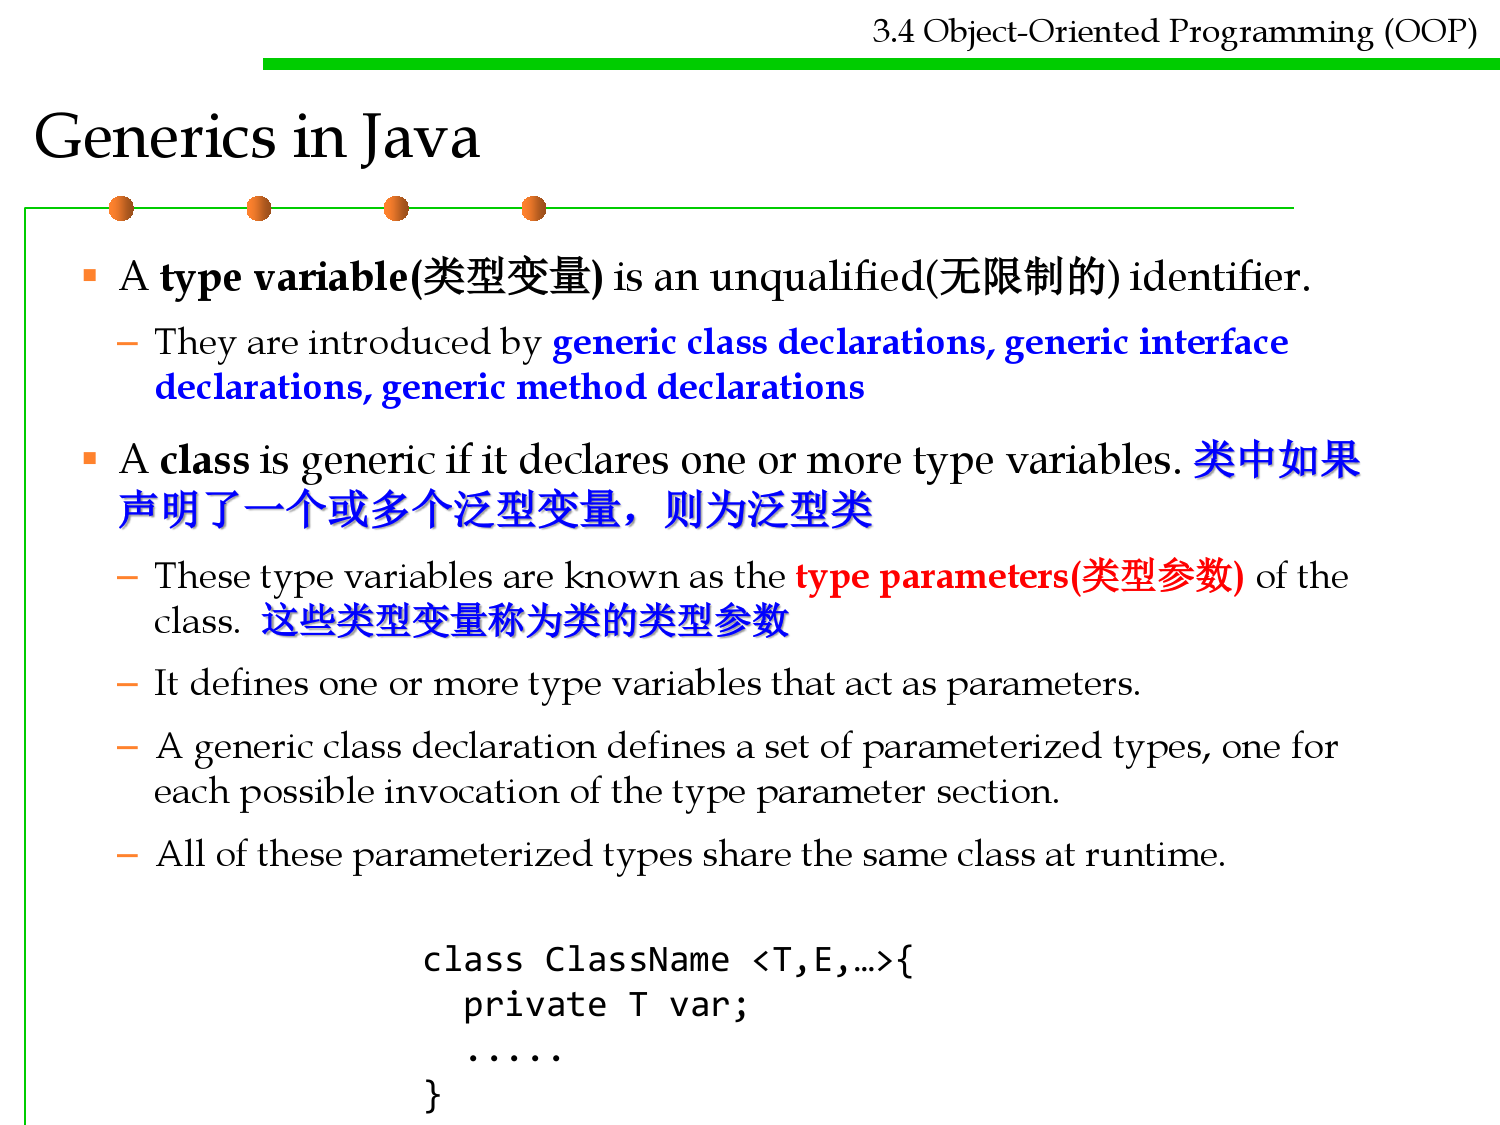 3.4 Object-Oriented Programming (OOP)
Generics in Java
▪ A type variable(类型变量) is an unqualified(无限制的) identifier.
– They are introduced by generic class declarations, generic interface
declarations, generic method declarations
▪ A class is generic if it declares one or more type variables. 类中如果
声明了一个或多个泛型变量，则为泛型类
– These type variables are known as the type parameters(类型参数) of the
class. 这些类型变量称为类的类型参数
– It defines one or more type variables that act as parameters.
– A generic class declaration defines a set of parameterized types, one for
each possible invocation of the type parameter section.
– All of these parameterized types share the same class at runtime.
class ClassName <T,E,…>{
private T var;
.....
}